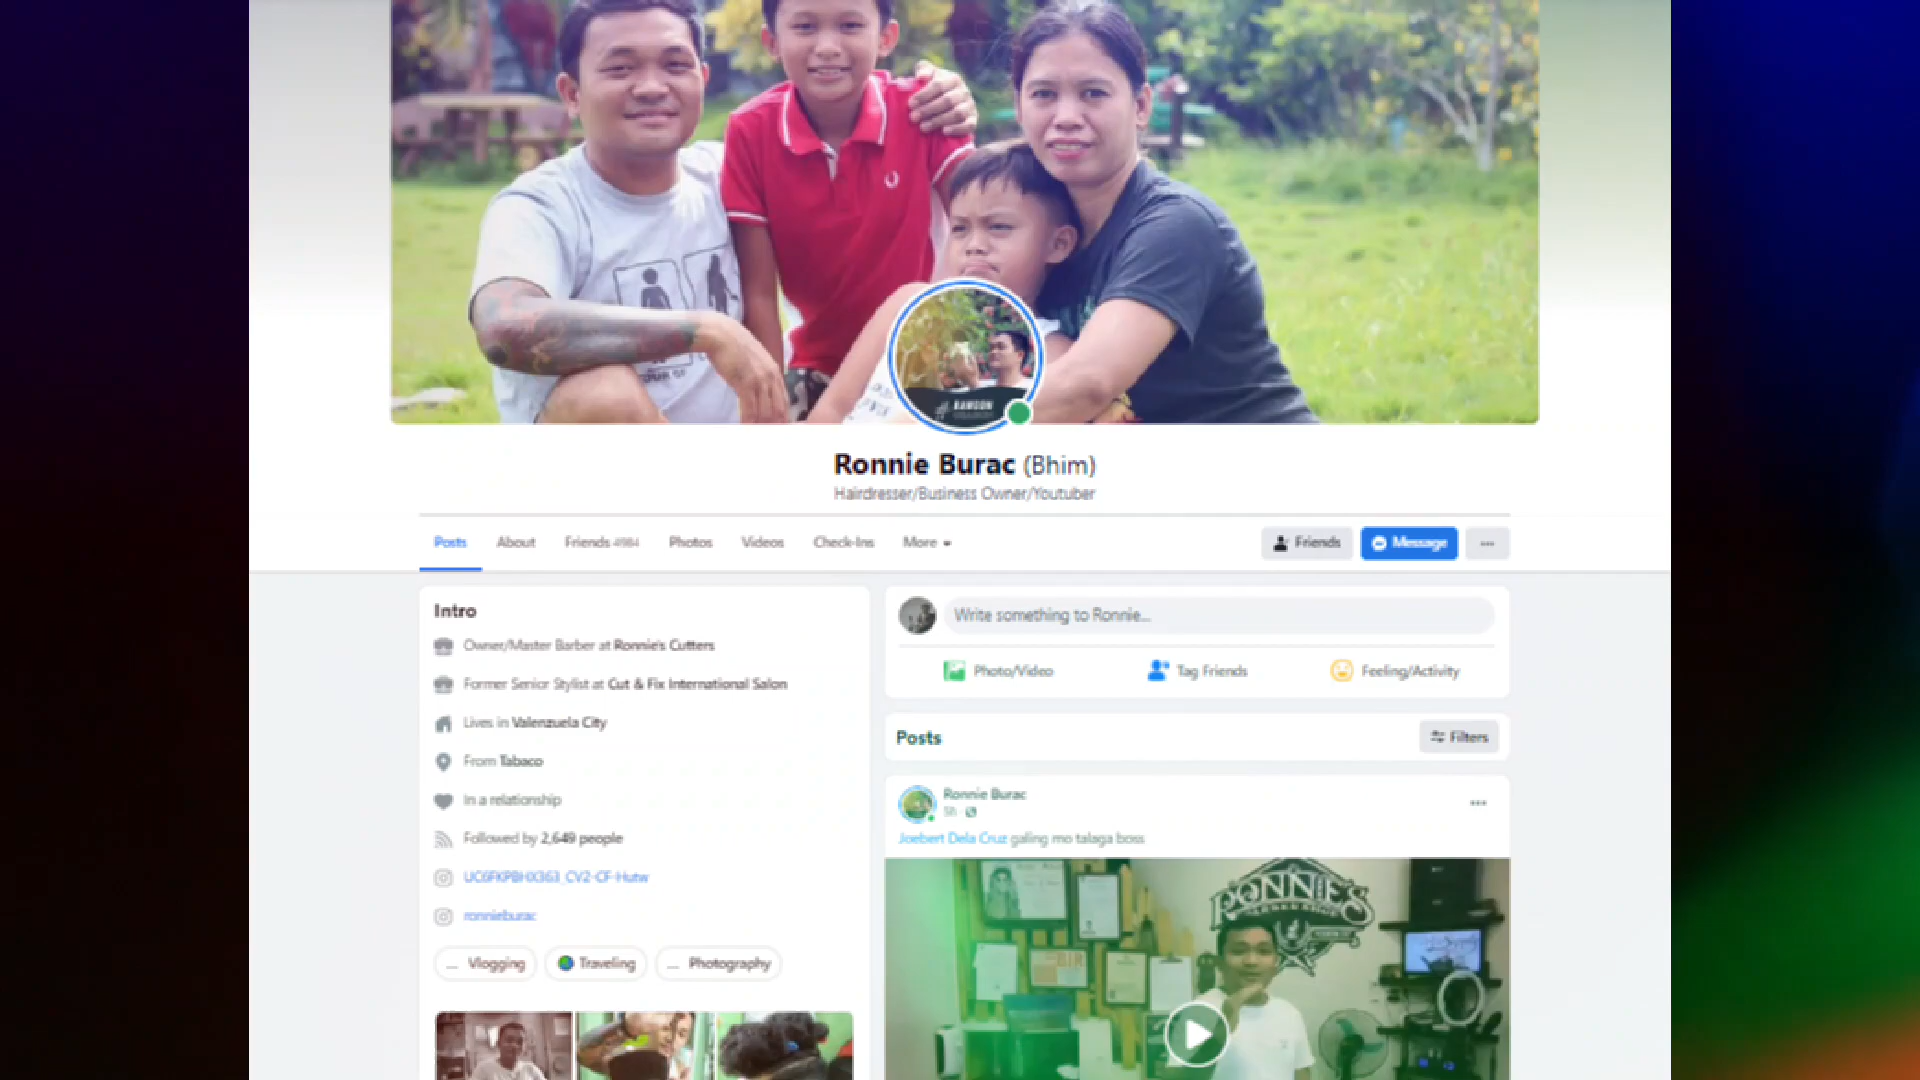 Ronnie Burac (Bhim)
Hairdresser/Business Owner/Youtuber
Posts
About
Friends 4984
Photos
Videos
Check-Ins
More
Friends
Message
Intro
Owner/Master Barber at Ronnie's Cutters
Former Senior Stylist at Cut & Fix International Salon
Lives in Valenzuela City
From Tabaco
In a relationship
Followed by 2,649 people
ronnieburac
Vlogging
Traveling
Photography
Write something to Ronnie...
Photo/Video
Tag Friends
Feeling/Activity
Posts
Filters
Ronnie Burac
5h
Joebert Dela Cruz galing mo talaga boss
RONNIE'S